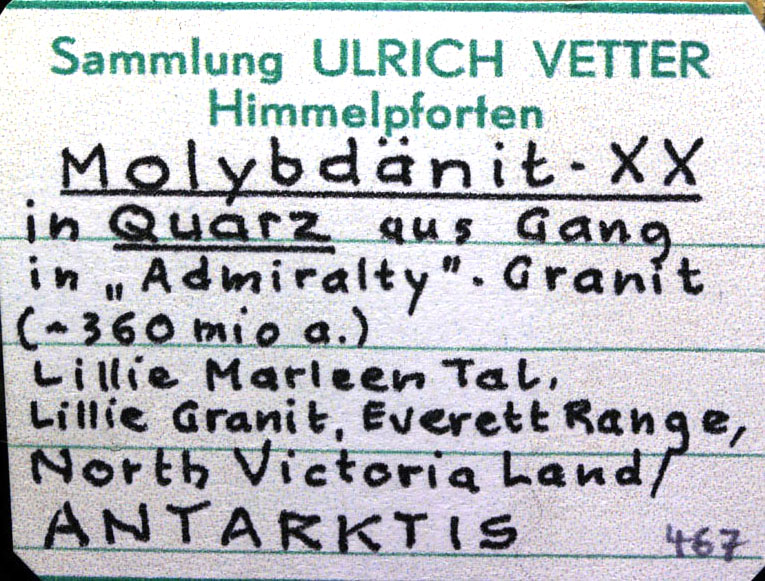 Sammlung ULRICH VETTER
Himmelpforten
Molybdänit-XX
in Quarz aus Gang
in „Admiralty"-Granit
(~360 mio a.)
Lillie Marleen Tal,
Lillie Granit, Everett Range,
North Victoria Land/
ANTARKTIS
467